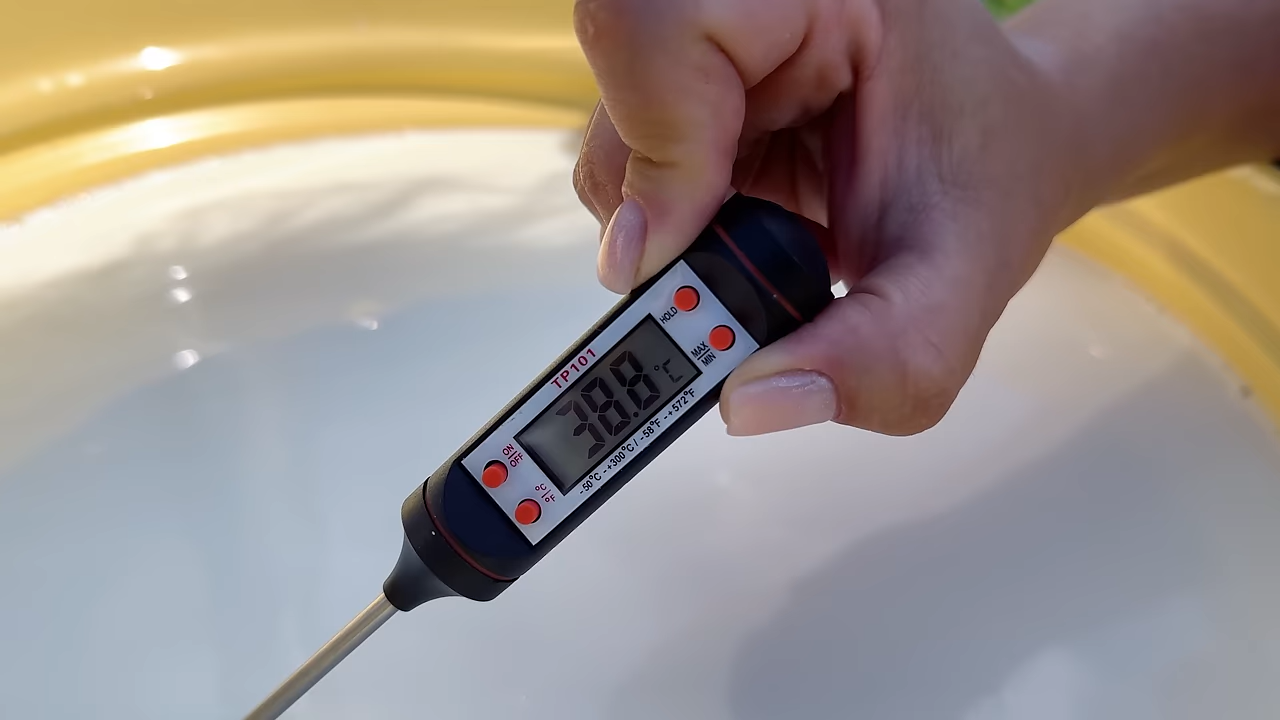 HOLD
MAX
MIN
TP101
38.8°C
ON
OFF
°C
°F
-50°C -+300°C / -58°F -+572°F